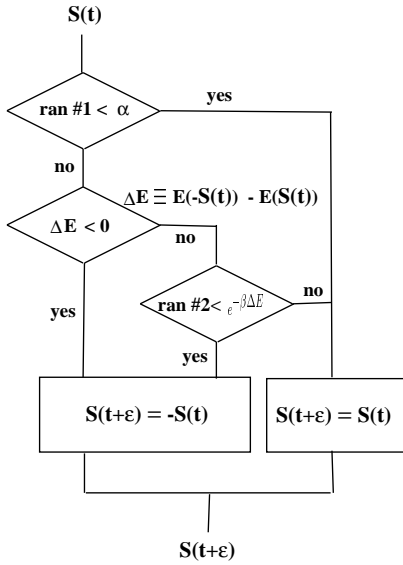 S(t)
ran #1 < α
yes
no
ΔE ≡ E(-S(t)) - E(S(t))
ΔE < 0
no
ran #2< e^{-βΔE}
no
yes
yes
S(t+ε) = -S(t)
S(t+ε) = S(t)
S(t+ε)